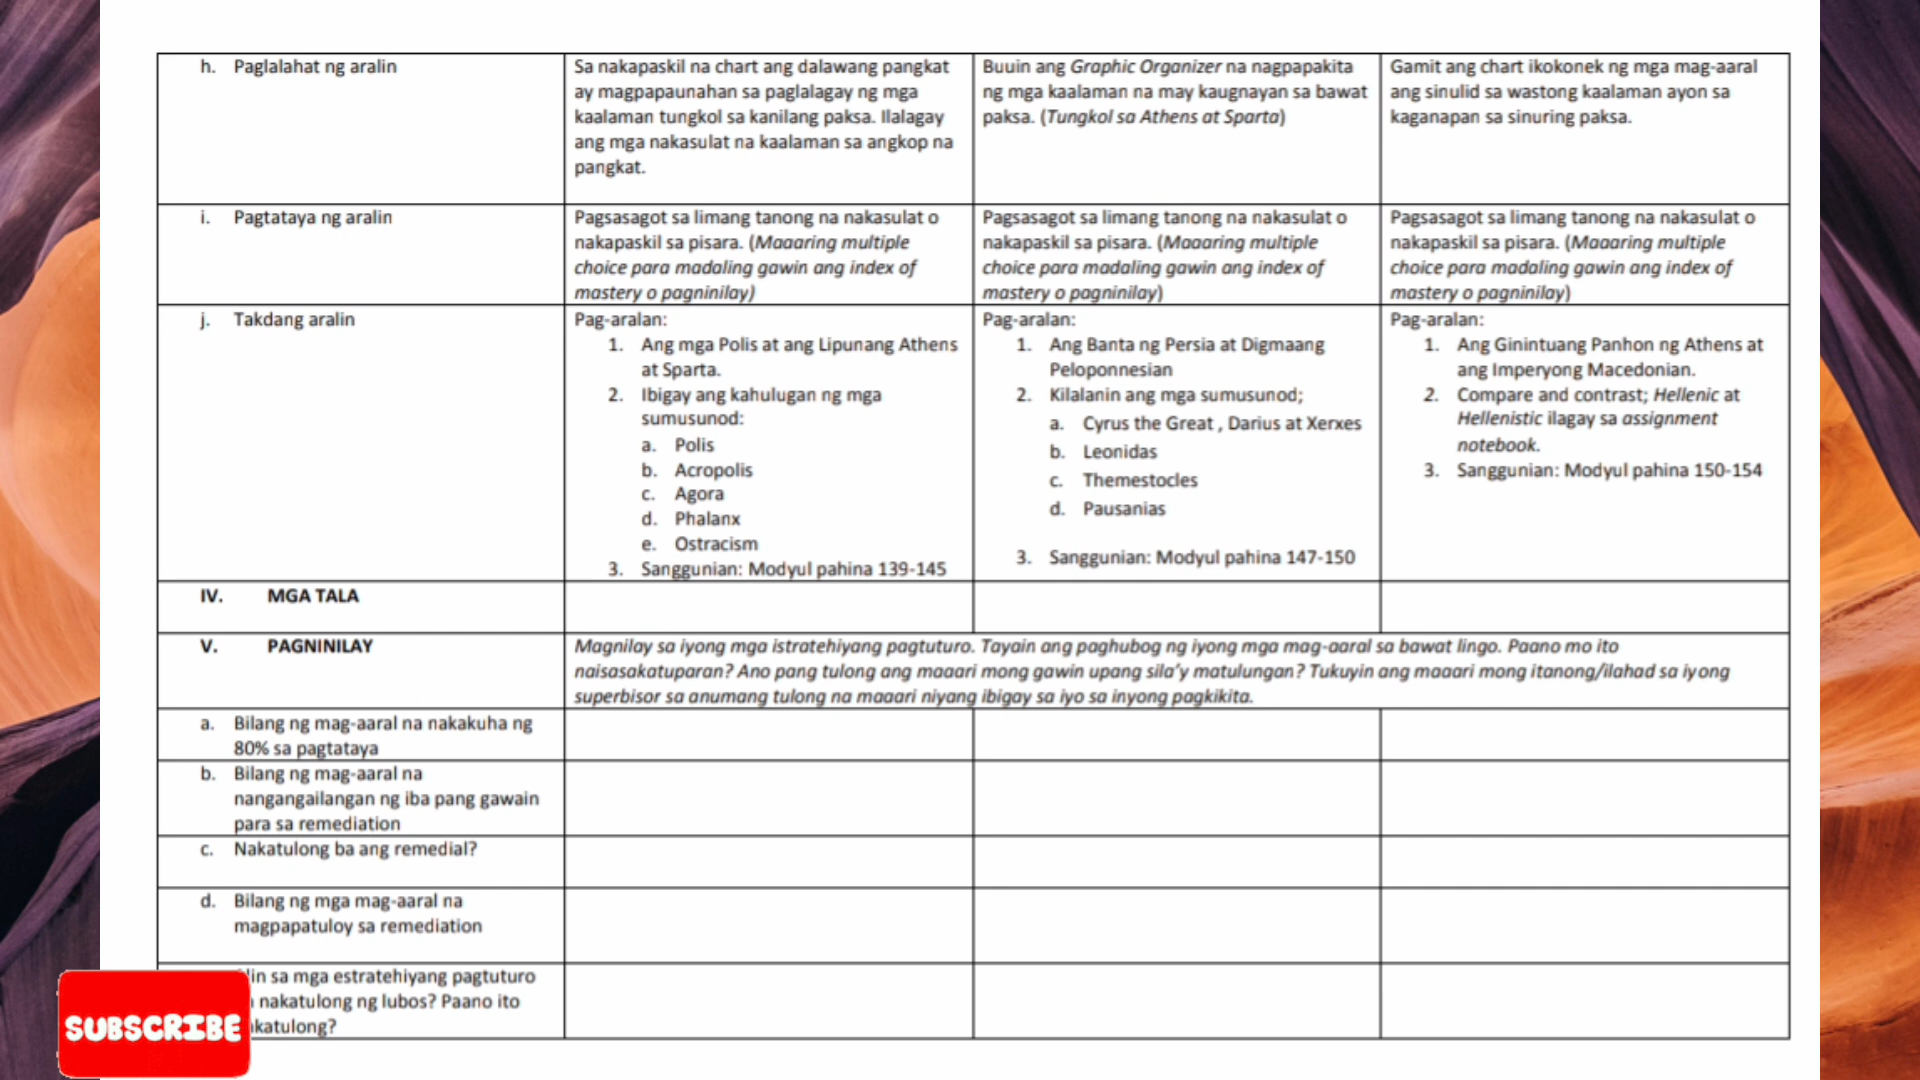 h. Paglalahat ng aralin
Sa nakapaskil na chart ang dalawang pangkat
ay magpapaunahan sa paglalagay ng mga
kaalaman tungkol sa kanilang paksa. Ilalagay
ang mga nakasulat na kaalaman sa angkop na
pangkat.
Buuin ang Graphic Organizer na nagpapakita
ng mga kaalaman na may kaugnayan sa bawat
paksa. (Tungkol sa Athens at Sparta)
Gamit ang chart ikokonek ng mga mag-aaral
ang sinulid sa wastong kaalaman ayon sa
kaganapan sa sinuring paksa.
i. Pagtataya ng aralin
Pagsasagot sa limang tanong na nakasulat o
nakapaskil sa pisara. (Maaaring multiple
choice para madaling gawin ang index of
mastery o pagninilay)
Pagsasagot sa limang tanong na nakasulat o
nakapaskil sa pisara. (Maaaring multiple
choice para madaling gawin ang index of
mastery o pagninilay)
Pagsasagot sa limang tanong na nakasulat o
nakapaskil sa pisara. (Maaaring multiple
choice para madaling gawin ang index of
mastery o pagninilay)
j. Takdang aralin
Pag-aralan:
1. Ang mga Polis at ang Lipunang Athens
at Sparta.
2. Ibigay ang kahulugan ng mga
sumusunod:
a. Polis
b. Acropolis
c. Agora
d. Phalanx
e. Ostracism
3. Sanggunian: Modyul pahina 139-145
Pag-aralan:
1. Ang Banta ng Persia at Digmaang
Peloponnesian
2. Kilalanin ang mga sumusunod;
a. Cyrus the Great , Darius at Xerxes
b. Leonidas
c. Themestocles
d. Pausanias
3. Sanggunian: Modyul pahina 147-150
Pag-aralan:
1. Ang Ginintuang Panhon ng Athens at
ang Imperyong Macedonian.
2. Compare and contrast; Hellenic at
Hellenistic ilagay sa assignment
notebook.
3. Sanggunian: Modyul pahina 150-154
IV. MGA TALA
V. PAGNINILAY
Magnilay sa iyong mga istratehiyang pagtuturo. Tayain ang paghubog ng iyong mga mag-aaral sa bawat lingo. Paano mo ito
naisasakatuparan? Ano pang tulong ang maaari mong gawin upang sila'y matulungan? Tukuyin ang maaari mong itanong/ilahad sa iyong
superbisor sa anumang tulong na maaari niyang ibigay sa iyo sa inyong pagkikita.
a. Bilang ng mag-aaral na nakakuha ng
80% sa pagtataya
b. Bilang ng mag-aaral na
nangangailangan ng iba pang gawain
para sa remediation
c. Nakatulong ba ang remedial?
d. Bilang ng mga mag-aaral na
magpapatuloy sa remediation
sa mga estratehiyang pagtuturo
nakatulong ng lubos? Paano ito
SUBSCRIBE